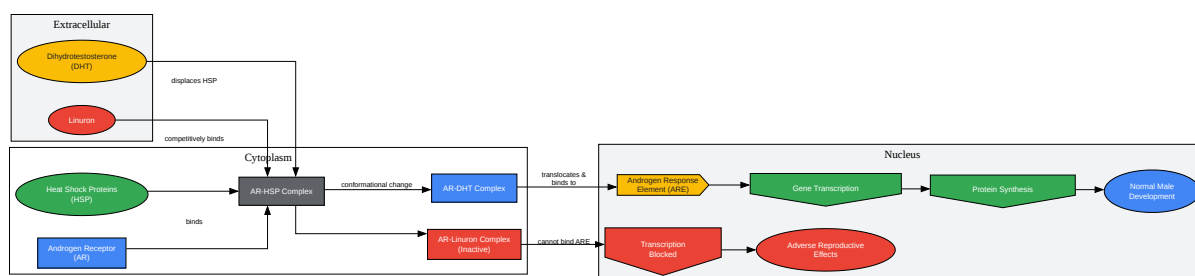 Extracellular
Dihydrotestosterone
(DHT)
displaces HSP
Linuron
competitively binds
Cytoplasm
Nucleus
Heat Shock Proteins
(HSP)
AR-HSP Complex
conformational change
AR-DHT Complex
translocates &
binds to
Androgen Response
Element (ARE)
Gene Transcription
Protein Synthesis
Normal Male
Development
binds
Androgen Receptor
(AR)
AR-Linuron Complex
(Inactive)
cannot bind ARE
Transcription
Blocked
Adverse Reproductive
Effects